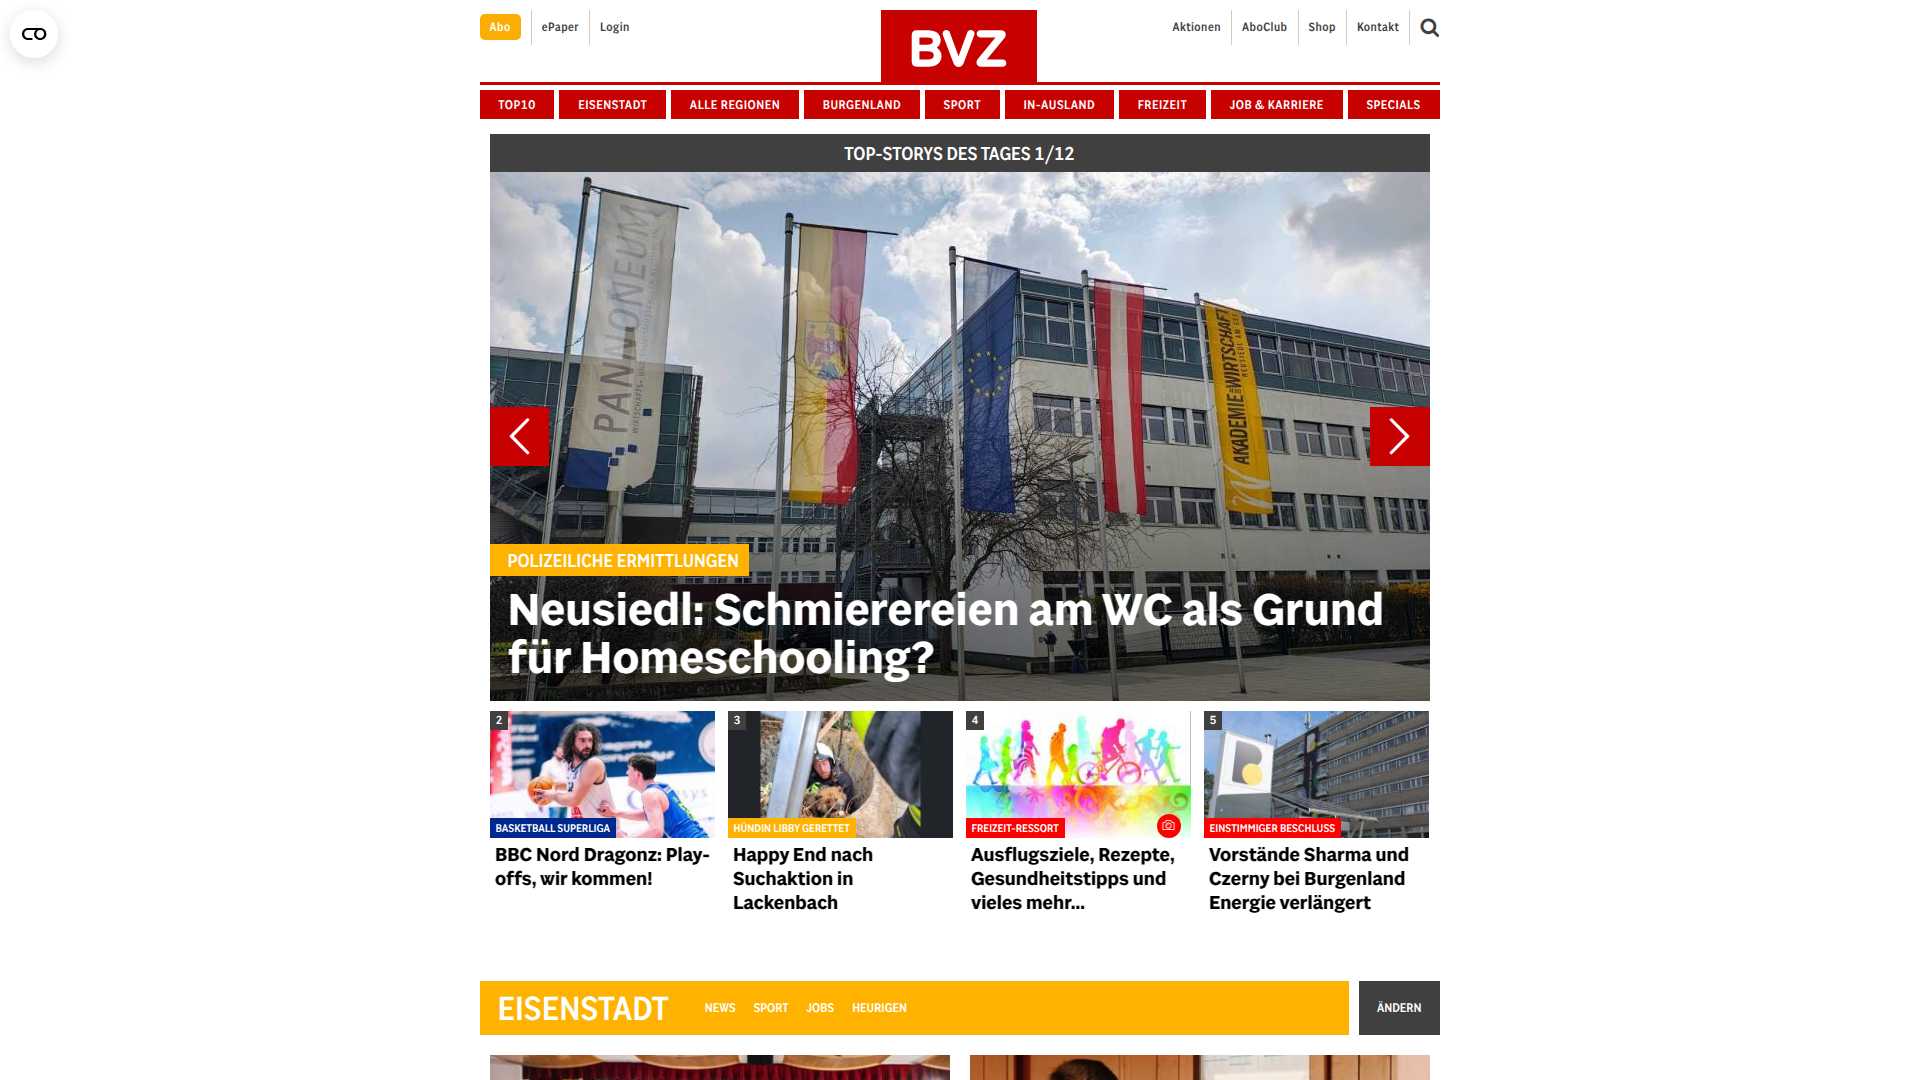 Abo
ePaper
Login
BVZ
Aktionen
AboClub
Shop
Kontakt
TOP10
EISENSTADT
ALLE REGIONEN
BURGENLAND
SPORT
IN-AUSLAND
FREIZEIT
JOB & KARRIERE
SPECIALS
TOP-STORYS DES TAGES 1/12
PANNONEUM
AKADEMIE DER WIRTSCHAFT
POLIZEILICHE ERMITTLUNGEN
Neusiedl: Schmierereien am WC als Grund
für Homeschooling?
2
BASKETBALL SUPERLIGA
BBC Nord Dragonz: Play-
offs, wir kommen!
3
HÜNDIN LIBBY GERETTET
Happy End nach
Suchaktion in
Lackenbach
4
FREIZEIT-RESSORT
Ausflugsziele, Rezepte,
Gesundheitstipps und
vieles mehr...
5
EINSTIMMIGER BESCHLUSS
Vorstände Sharma und
Czerny bei Burgenland
Energie verlängert
EISENSTADT
NEWS
SPORT
JOBS
HEURIGEN
ÄNDERN